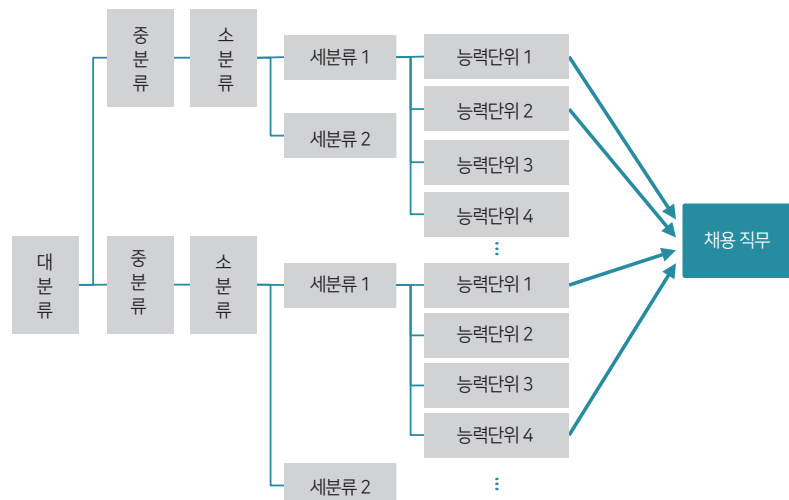 중분류
소분류
세분류 1
능력단위 1
능력단위 2
세분류 2
능력단위 3
능력단위 4
⋮
채용 직무
대분류
중분류
소분류
세분류 1
능력단위 1
능력단위 2
능력단위 3
능력단위 4
세분류 2
⋮